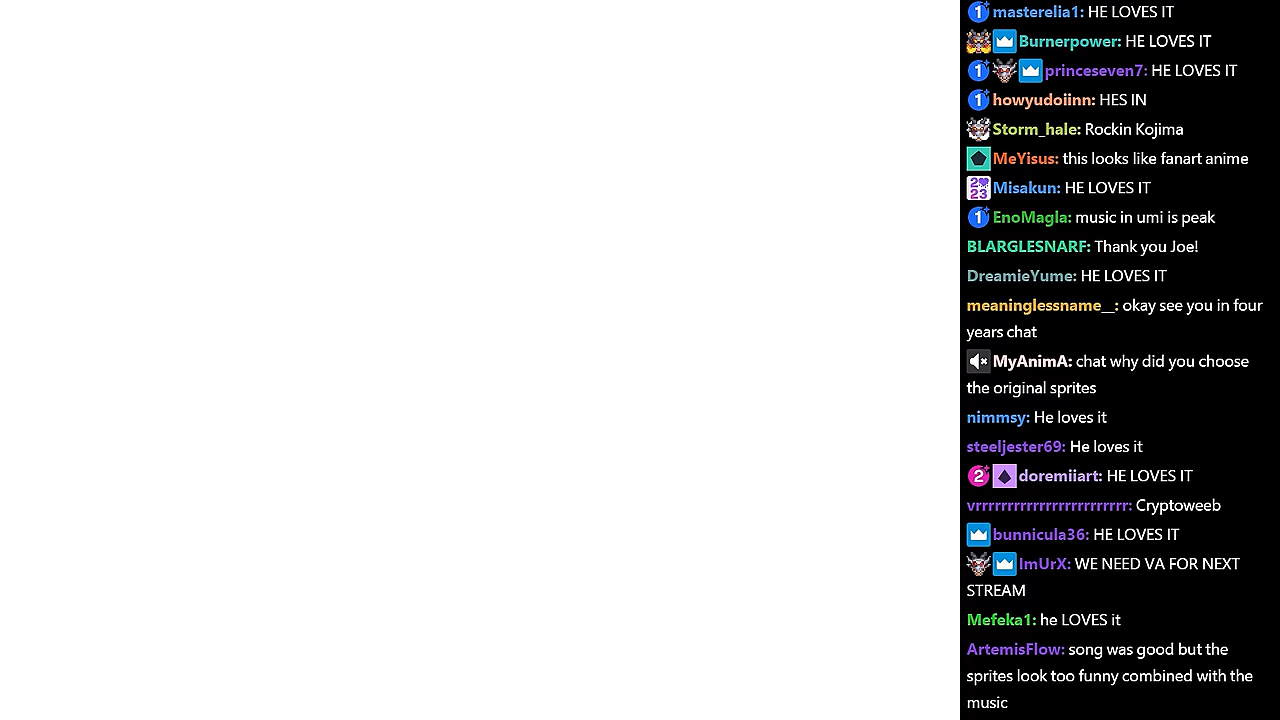 masterelia1: HE LOVES IT
Burnerpower: HE LOVES IT
princeseven7: HE LOVES IT
howyudoiinn: HES IN
Storm_hale: Rockin Kojima
MeYisus: this looks like fanart anime
Misakun: HE LOVES IT
EnoMagla: music in umi is peak
BLARGLESNARF: Thank you Joe!
DreamieYume: HE LOVES IT
meaninglessname__: okay see you in four
years chat
MyAnimA: chat why did you choose
the original sprites
nimmsy: He loves it
steeljester69: He loves it
doremiiart: HE LOVES IT
vrrrrrrrrrrrrrrrrrrrrrrrr: Cryptoweeb
bunnicula36: HE LOVES IT
ImUrX: WE NEED VA FOR NEXT
STREAM
Mefeka1: he LOVES it
ArtemisFlow: song was good but the
sprites look too funny combined with the
music